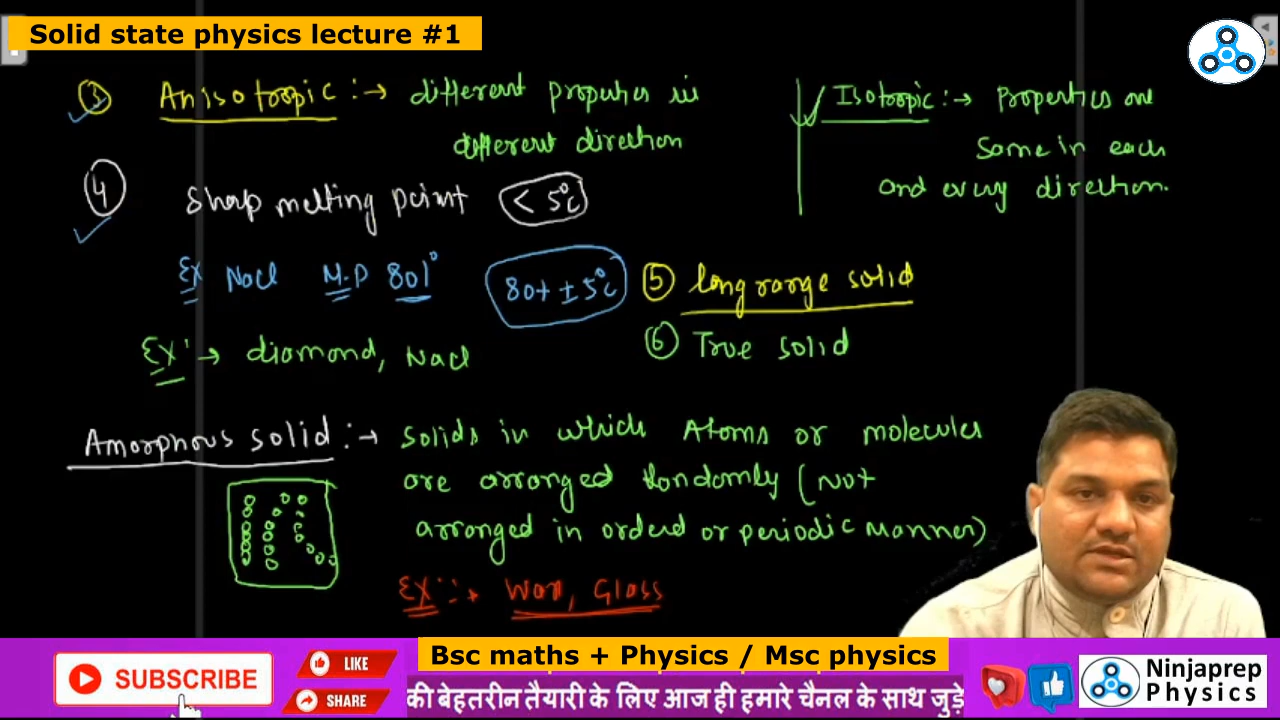 Solid state physics lecture #1
③ Anisotropic :→ different properties in
different direction
Isotropic :→ Properties are
same in each
and every direction.
④ Sharp melting point < 5°c
Ex Nacl M.P 801° 801 ± 5°c
⑤ long range solid
⑥ True solid
Ex :→ diamond, Nacl
Amorphous solid :→ solids in which Atoms or molecules
are arranged Randomly (Not
arranged in orderd or periodic manner)
Ex :→ Wax, Glass
SUBSCRIBE
LIKE
SHARE
Bsc maths + Physics / Msc physics
की बेहतरीन तैयारी के लिए आज ही हमारे चैनल के साथ जुड़े
Ninjaprep
Physics